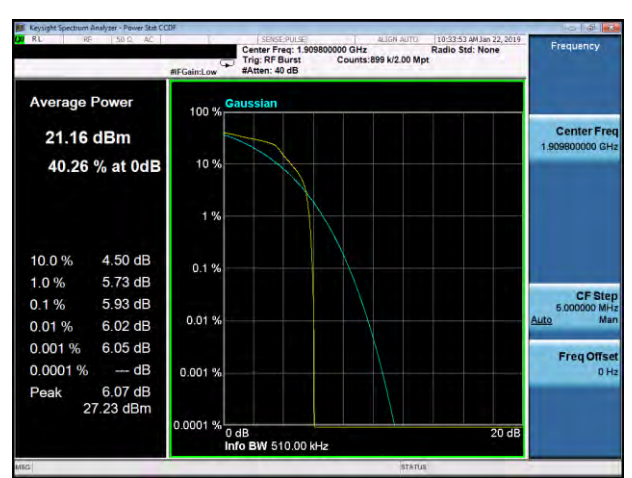 Keysight Spectrum Analyzer - Power Stat CCDF
RL RF 50 Ω AC SENSE:PULSE ALIGN AUTO 10:33:53 AM Jan 22, 2019
Center Freq: 1.909800000 GHz Radio Std: None
Trig: RF Burst Counts:899 k/2.00 Mpt
#IFGain:Low #Atten: 40 dB
Frequency
Average Power
21.16 dBm
40.26 % at 0dB
10.0 % 4.50 dB
1.0 % 5.73 dB
0.1 % 5.93 dB
0.01 % 6.02 dB
0.001 % 6.05 dB
0.0001 % --- dB
Peak 6.07 dB
27.23 dBm
Gaussian
100 %
10 %
1 %
0.1 %
0.01 %
0.001 %
0.0001 %
0 dB 20 dB
Info BW 510.00 kHz
Center Freq
1.909800000 GHz
CF Step
5.000000 MHz
Auto Man
Freq Offset
0 Hz
MSG STATUS